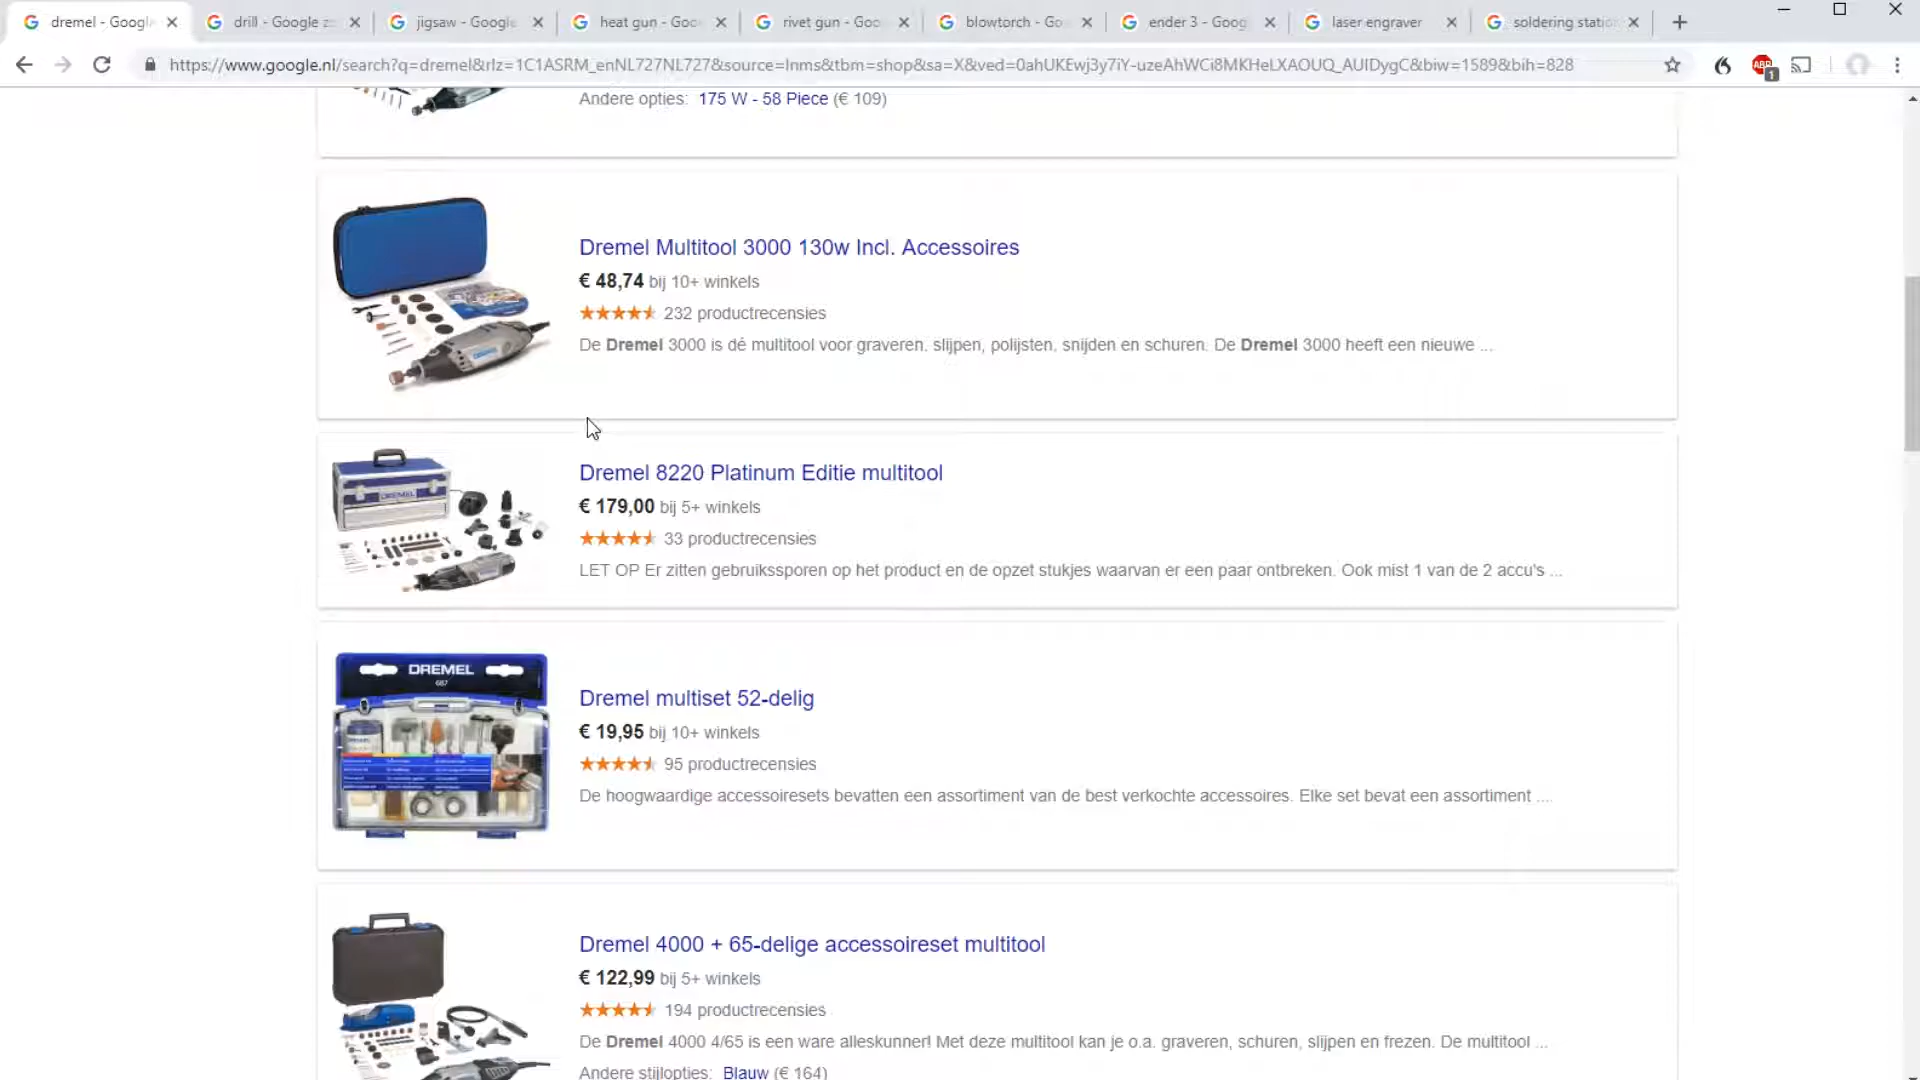 dremel - Google
drill - Google z
jigsaw - Google
heat gun - Goo
rivet gun - Goo
blowtorch - Go
ender 3 - Goog
laser engraver
soldering statio
https://www.google.nl/search?q=dremel&rlz=1C1ASRM_enNL727NL727&source=lnms&tbm=shop&sa=X&ved=0ahUKEwj3y7iY-uzeAhWCi8MKHeLXAOUQ_AUIDygC&biw=1589&bih=828
ABP
1
Andere opties: 175 W - 58 Piece (€ 109)
Dremel Multitool 3000 130w Incl. Accessoires
€ 48,74 bij 10+ winkels
232 productrecensies
De Dremel 3000 is dé multitool voor graveren, slijpen, polijsten, snijden en schuren. De Dremel 3000 heeft een nieuwe ...
Dremel 8220 Platinum Editie multitool
€ 179,00 bij 5+ winkels
33 productrecensies
LET OP Er zitten gebruikssporen op het product en de opzet stukjes waarvan er een paar ontbreken. Ook mist 1 van de 2 accu's ...
DREMEL
687
Dremel multiset 52-delig
€ 19,95 bij 10+ winkels
95 productrecensies
De hoogwaardige accessoiresets bevatten een assortiment van de best verkochte accessoires. Elke set bevat een assortiment ....
Dremel 4000 + 65-delige accessoireset multitool
€ 122,99 bij 5+ winkels
194 productrecensies
De Dremel 4000 4/65 is een ware alleskunner! Met deze multitool kan je o.a. graveren, schuren, slijpen en frezen. De multitool ...
Andere stijlopties: Blauw (€ 164)